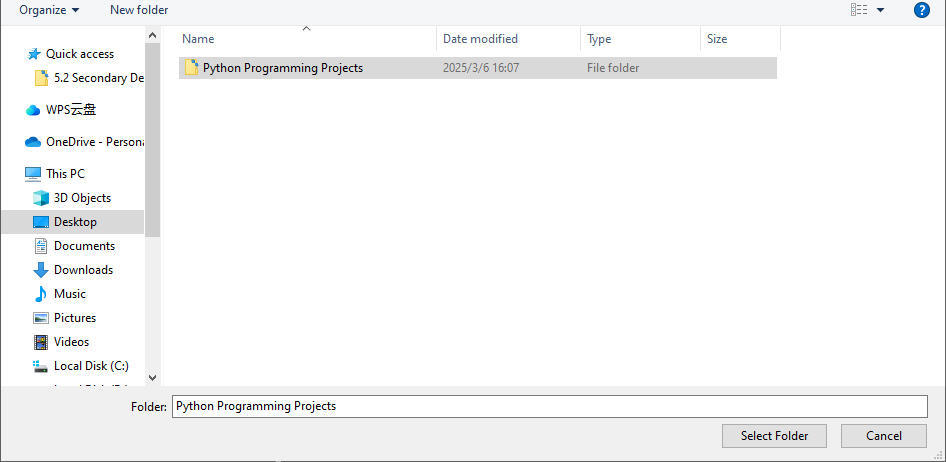 Organize New folder
Name Date modified Type Size
Quick access
5.2 Secondary De
WPS云盘
OneDrive - Persona
This PC
3D Objects
Desktop
Documents
Downloads
Music
Pictures
Videos
Local Disk (C:)
Python Programming Projects 2025/3/6 16:07 File folder
Folder: Python Programming Projects
Select Folder Cancel